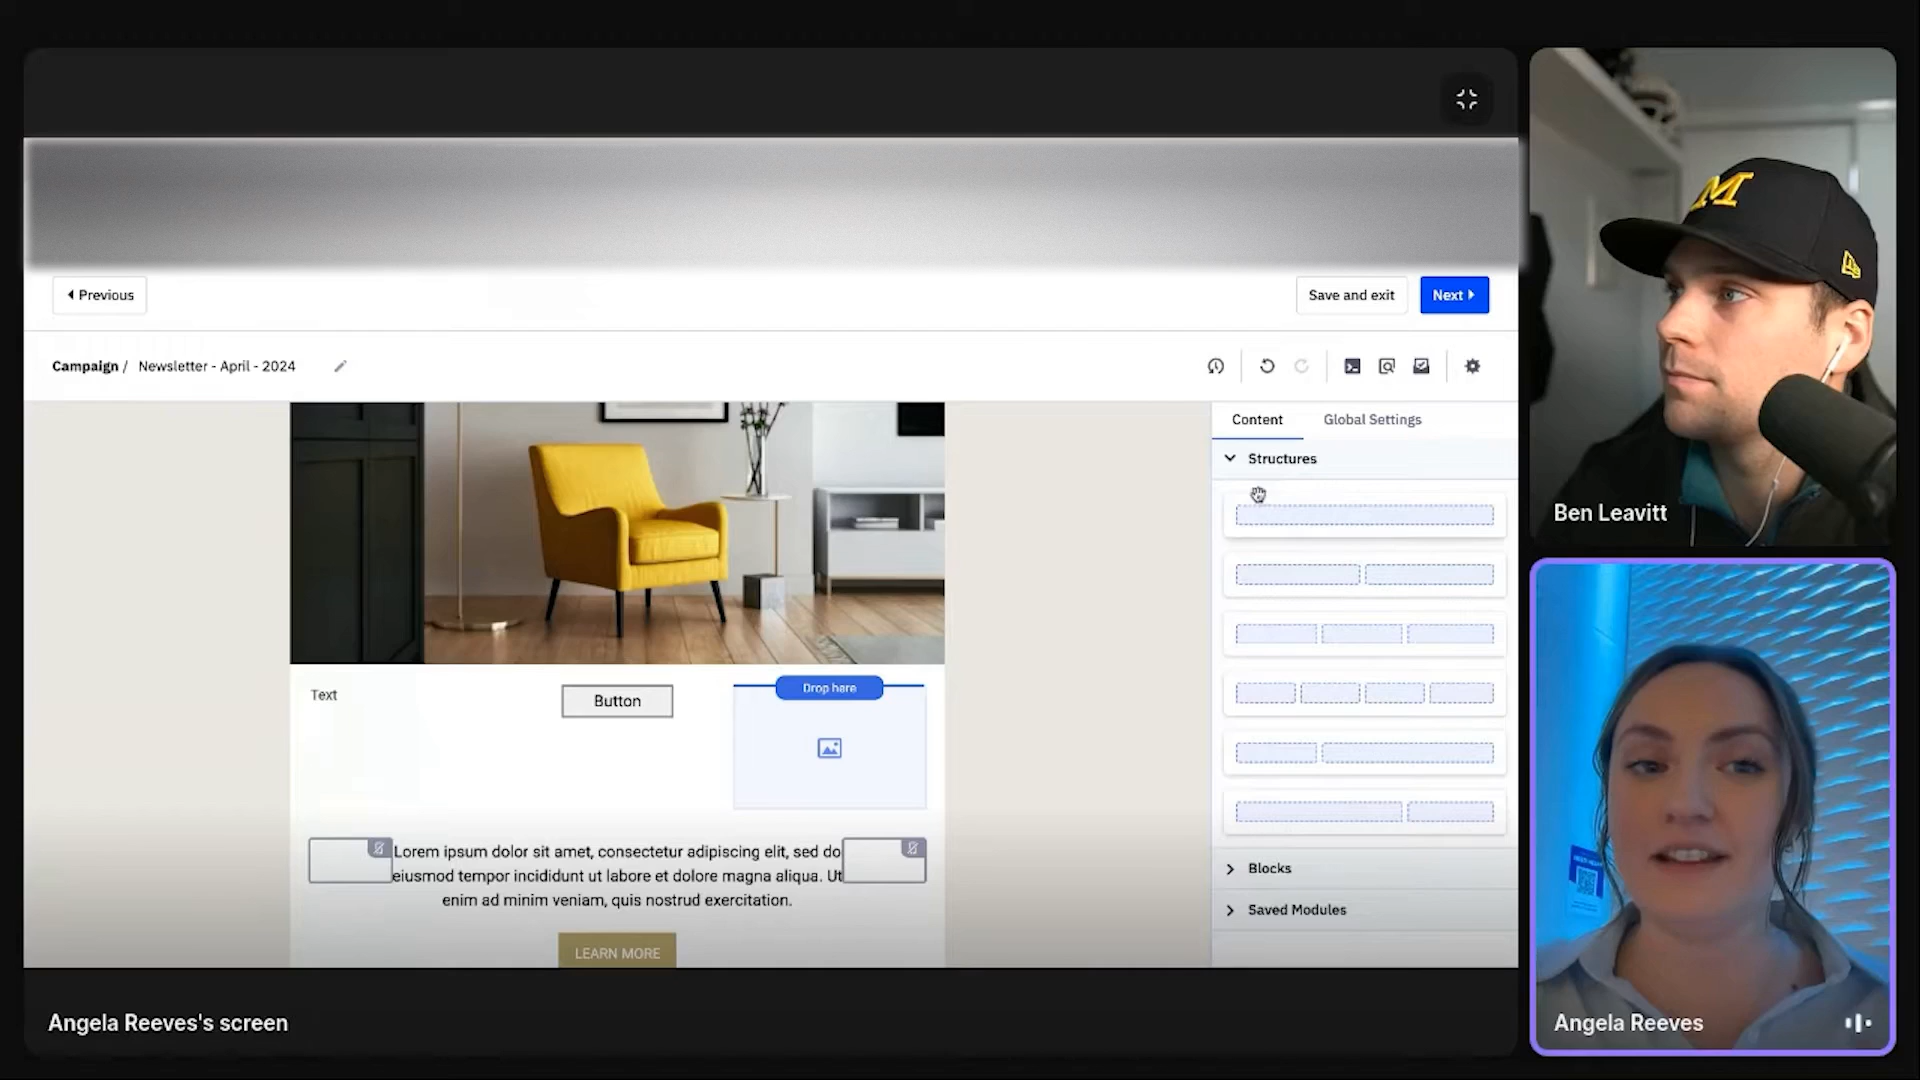 Previous
Save and exit
Next
Campaign / Newsletter - April - 2024
Content
Global Settings
Structures
Text
Button
Drop here
Lorem ipsum dolor sit amet, consectetur adipiscing elit, sed do
eiusmod tempor incididunt ut labore et dolore magna aliqua. Ut
enim ad minim veniam, quis nostrud exercitation.
LEARN MORE
Blocks
Saved Modules
Angela Reeves's screen
M
Ben Leavitt
Angela Reeves